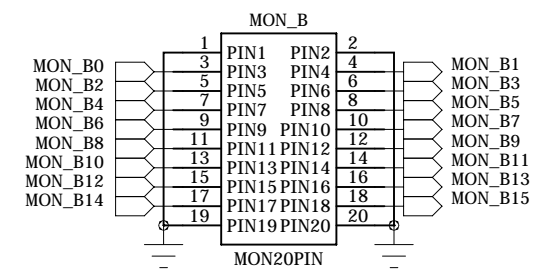 MON_B
1 PIN1 PIN2 2
MON_B0 3 PIN3 PIN4 4 MON_B1
MON_B2 5 PIN5 PIN6 6 MON_B3
MON_B4 7 PIN7 PIN8 8 MON_B5
MON_B6 9 PIN9 PIN10 10 MON_B7
MON_B8 11 PIN11 PIN12 12 MON_B9
MON_B10 13 PIN13 PIN14 14 MON_B11
MON_B12 15 PIN15 PIN16 16 MON_B13
MON_B14 17 PIN17 PIN18 18 MON_B15
19 PIN19 PIN20 20
MON20PIN